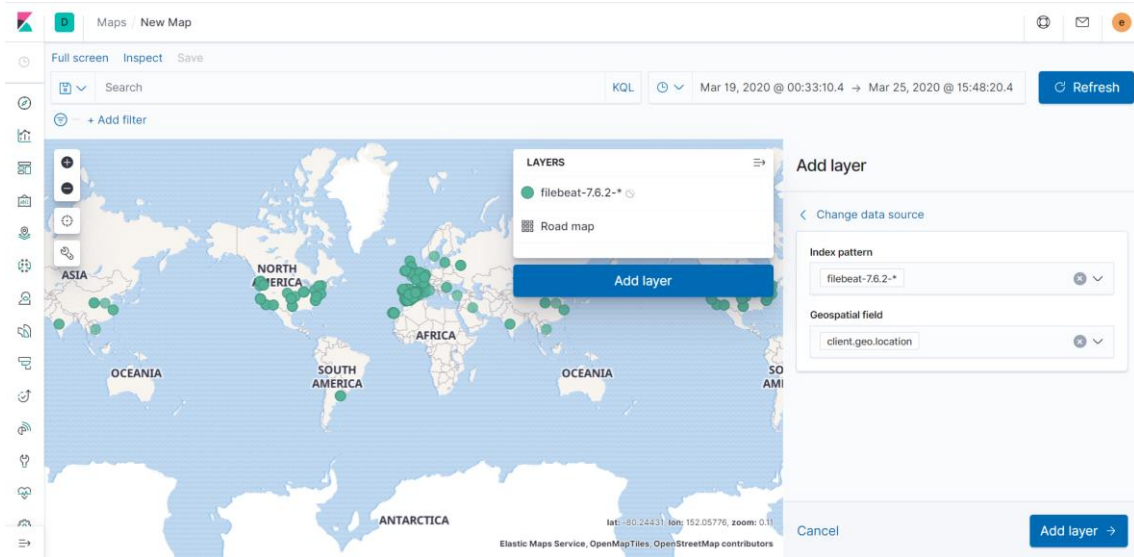 D Maps / New Map
e
Full screen Inspect Save
Search KQL Mar 19, 2020 @ 00:33:10.4 → Mar 25, 2020 @ 15:48:20.4 Refresh
+ Add filter
LAYERS
filebeat-7.6.2-*
Road map
Add layer
ASIA
NORTH
AMERICA
AFRICA
OCEANIA
SOUTH
AMERICA
OCEANIA
SO
AMI
ANTARCTICA
lat: -80.24431, lon: 152.05776, zoom: 0.11
Elastic Maps Service, OpenMapTiles, OpenStreetMap contributors
Add layer
Change data source
Index pattern
filebeat-7.6.2-*
Geospatial field
client.geo.location
Cancel
Add layer →